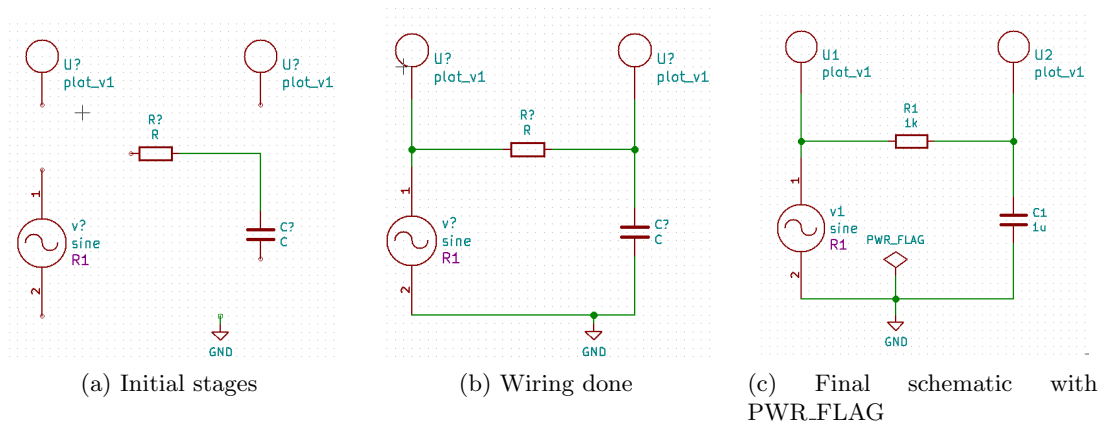 U?
plot_v1
U?
plot_v1
R?
R
1
v?
sine
R1
2
C?
C
GND
(a) Initial stages
U?
plot_v1
U?
plot_v1
R?
R
1
v?
sine
R1
2
C?
C
GND
(b) Wiring done
U1
plot_v1
U2
plot_v1
R1
1k
1
v1
sine
R1
2
PWR_FLAG
C1
1u
GND
(c) Final schematic with
PWR_FLAG